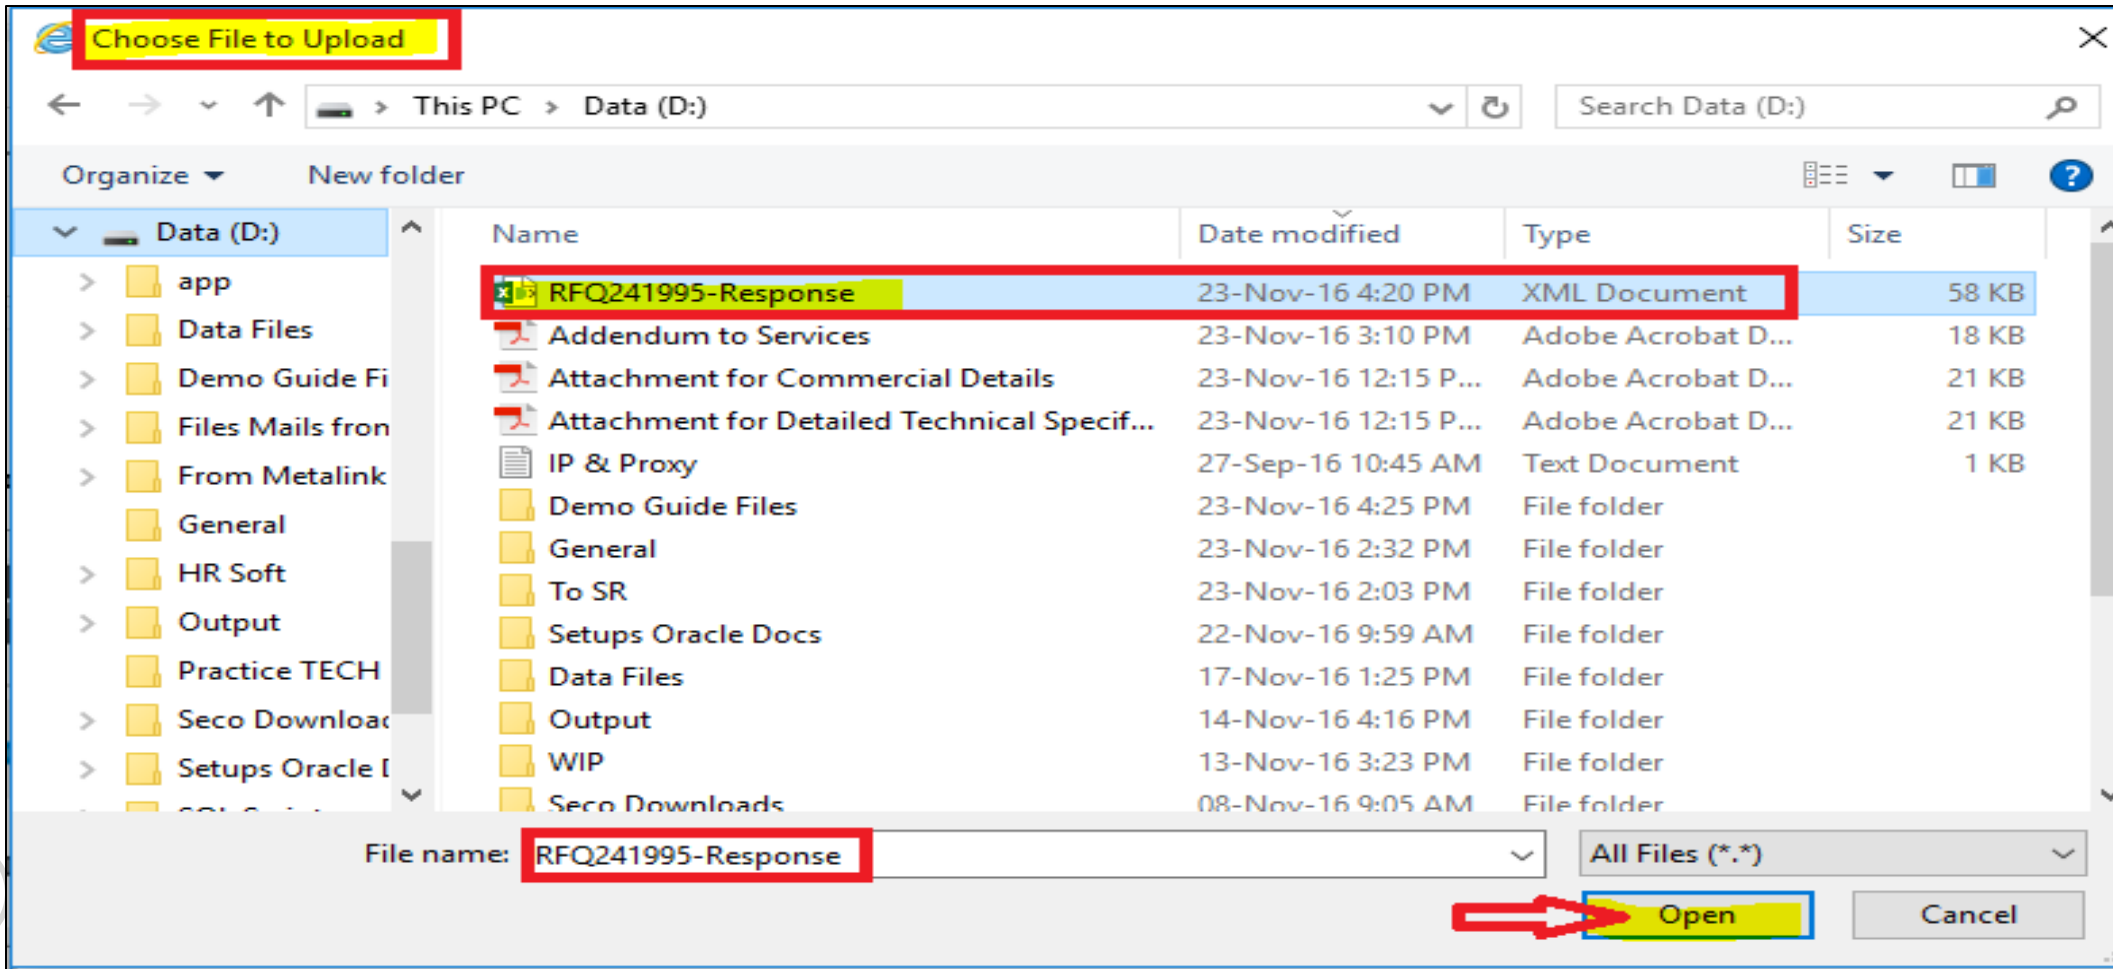 Choose File to Upload
This PC > Data (D:)
Search Data (D:)
Organize
New folder
Data (D:)
app
Data Files
Demo Guide Fi
Files Mails fron
From Metalink
General
HR Soft
Output
Practice TECH
Seco Downloac
Setups Oracle [
Name Date modified Type Size
RFQ241995-Response 23-Nov-16 4:20 PM XML Document 58 KB
Addendum to Services 23-Nov-16 3:10 PM Adobe Acrobat D... 18 KB
Attachment for Commercial Details 23-Nov-16 12:15 P... Adobe Acrobat D... 21 KB
Attachment for Detailed Technical Specif... 23-Nov-16 12:15 P... Adobe Acrobat D... 21 KB
IP & Proxy 27-Sep-16 10:45 AM Text Document 1 KB
Demo Guide Files 23-Nov-16 4:25 PM File folder
General 23-Nov-16 2:32 PM File folder
To SR 23-Nov-16 2:03 PM File folder
Setups Oracle Docs 22-Nov-16 9:59 AM File folder
Data Files 17-Nov-16 1:25 PM File folder
Output 14-Nov-16 4:16 PM File folder
WIP 13-Nov-16 3:23 PM File folder
Seco Downloads 08-Nov-16 9:05 AM File folder
File name: RFQ241995-Response
All Files (*.*)
Open
Cancel